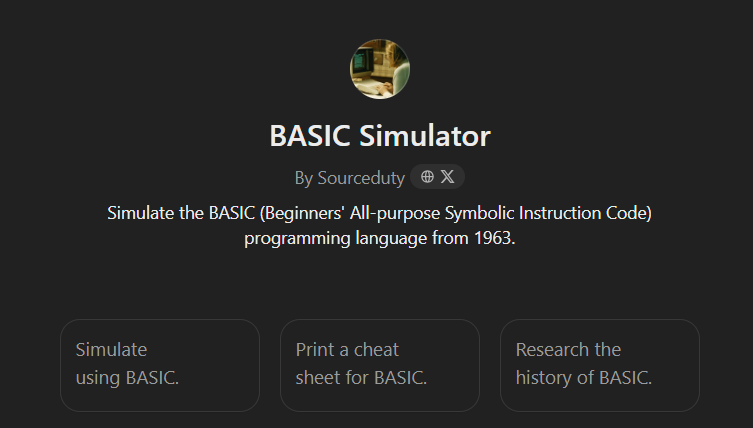 BASIC Simulator
By Sourceduty
Simulate the BASIC (Beginners' All-purpose Symbolic Instruction Code)
programming language from 1963.
Simulate
using BASIC.
Print a cheat
sheet for BASIC.
Research the
history of BASIC.